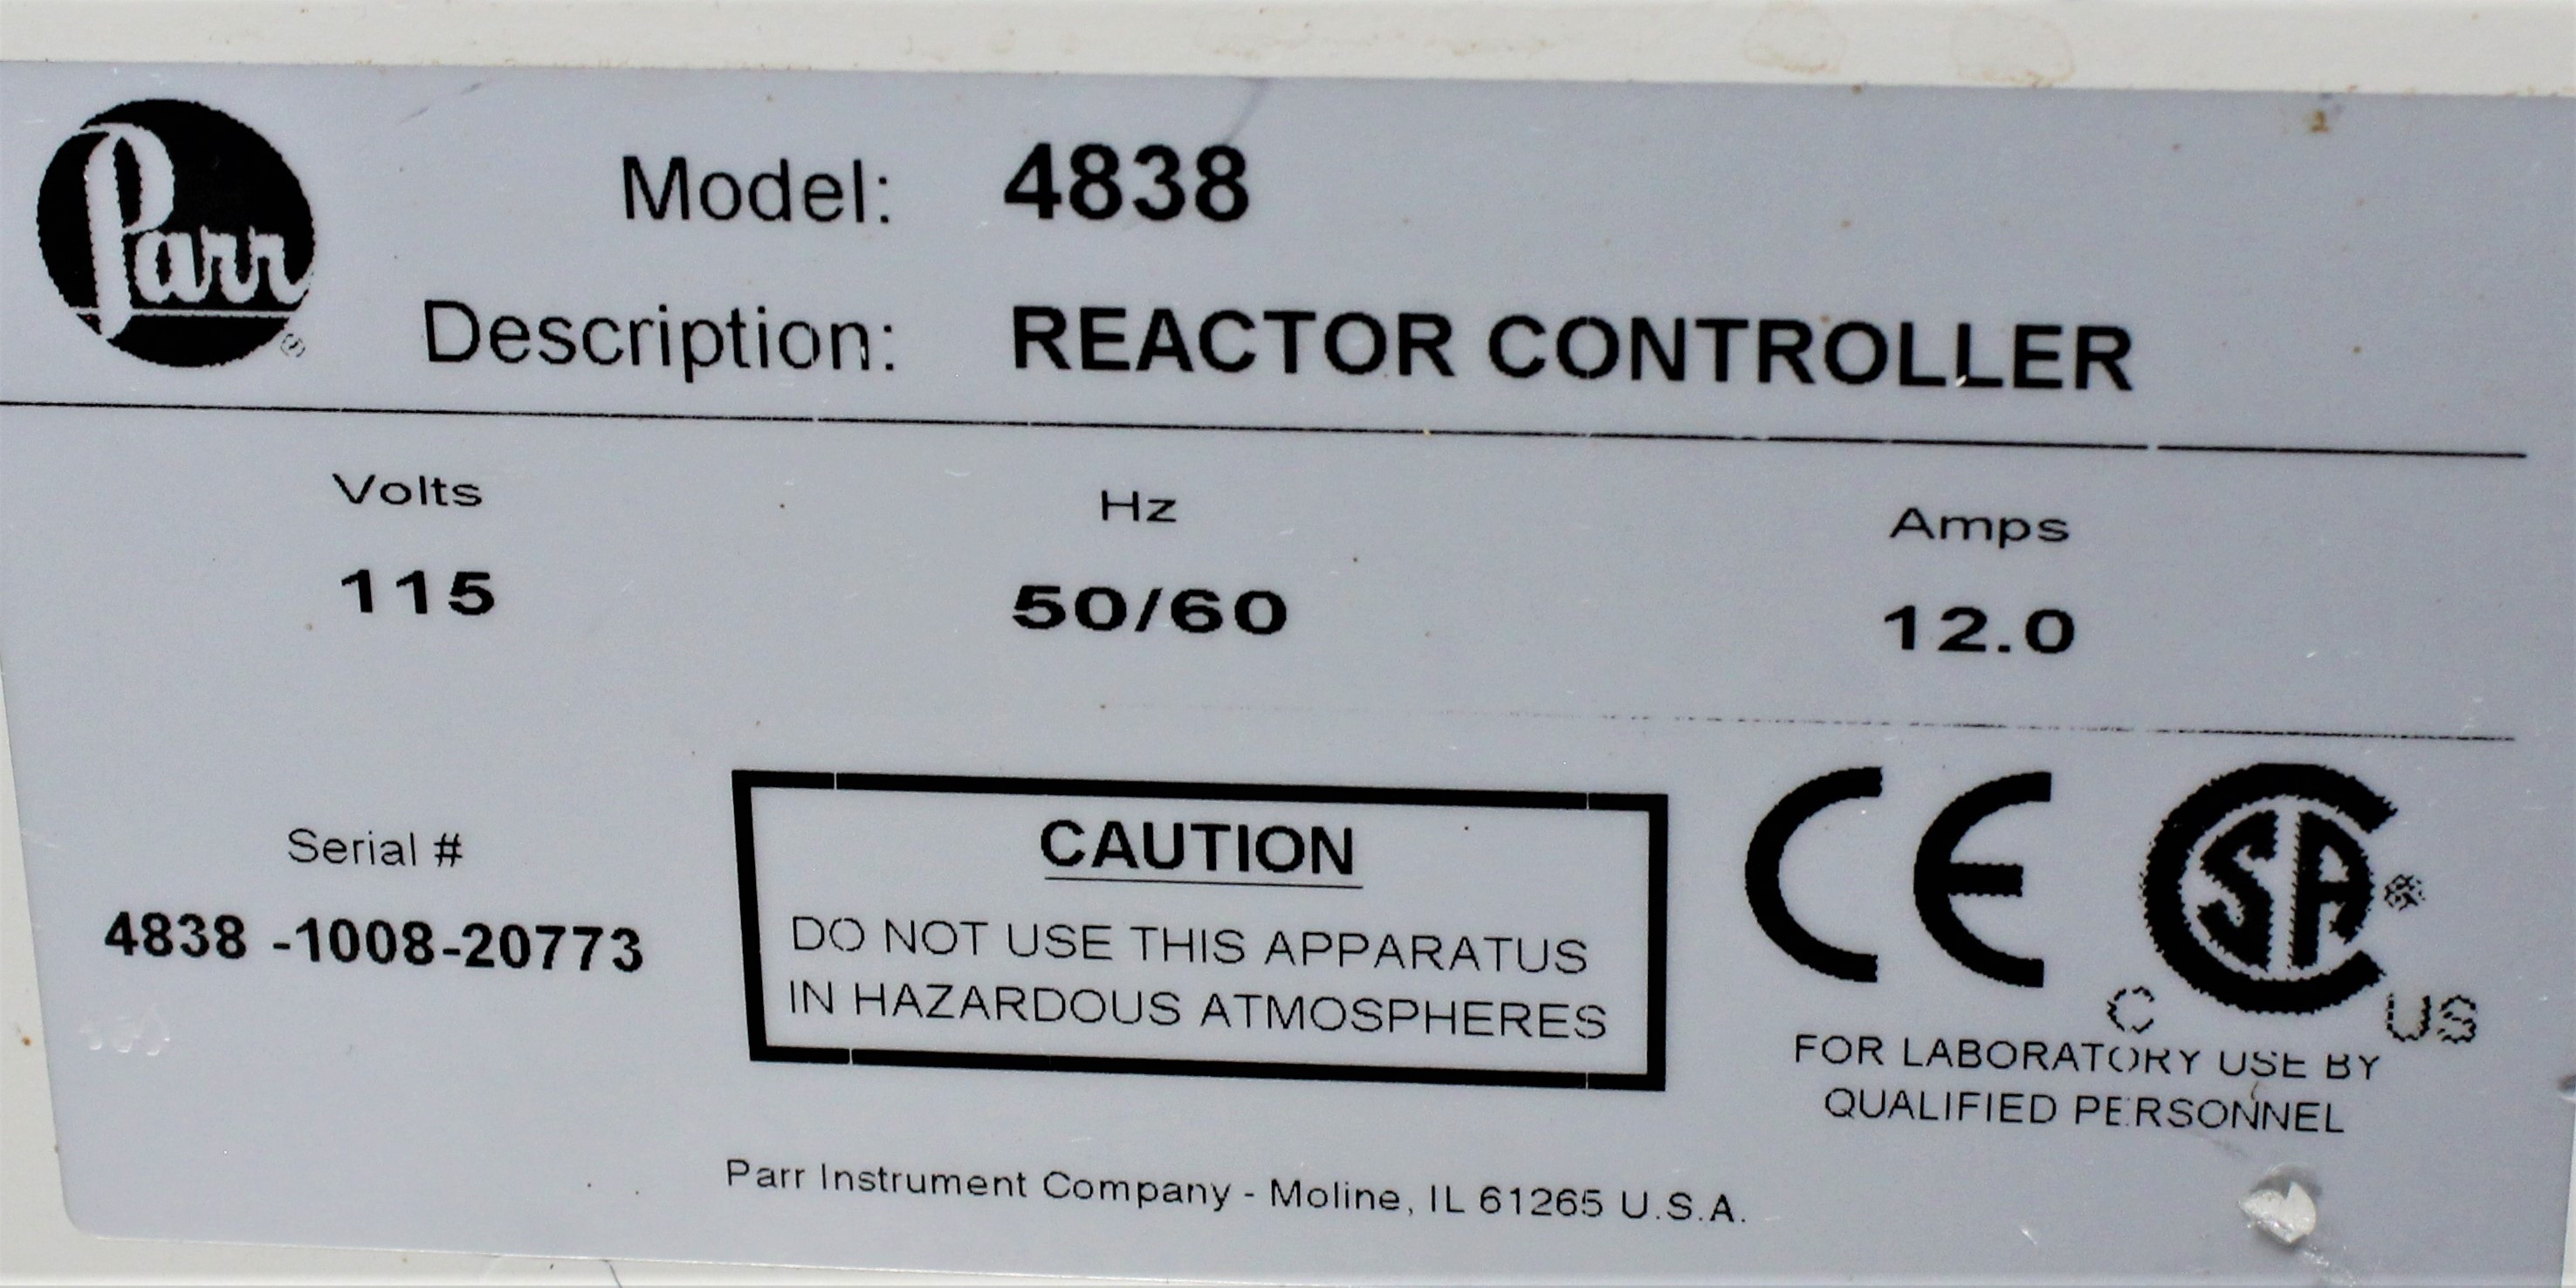 Parr ®
Model: 4838
Description: REACTOR CONTROLLER
Volts Hz Amps
115 50/60 12.0
Serial #
4838 -1008-20773
CAUTION
DO NOT USE THIS APPARATUS
IN HAZARDOUS ATMOSPHERES
CE
CSA ®
C US
FOR LABORATORY USE BY
QUALIFIED PERSONNEL
Parr Instrument Company - Moline, IL 61265 U.S.A.